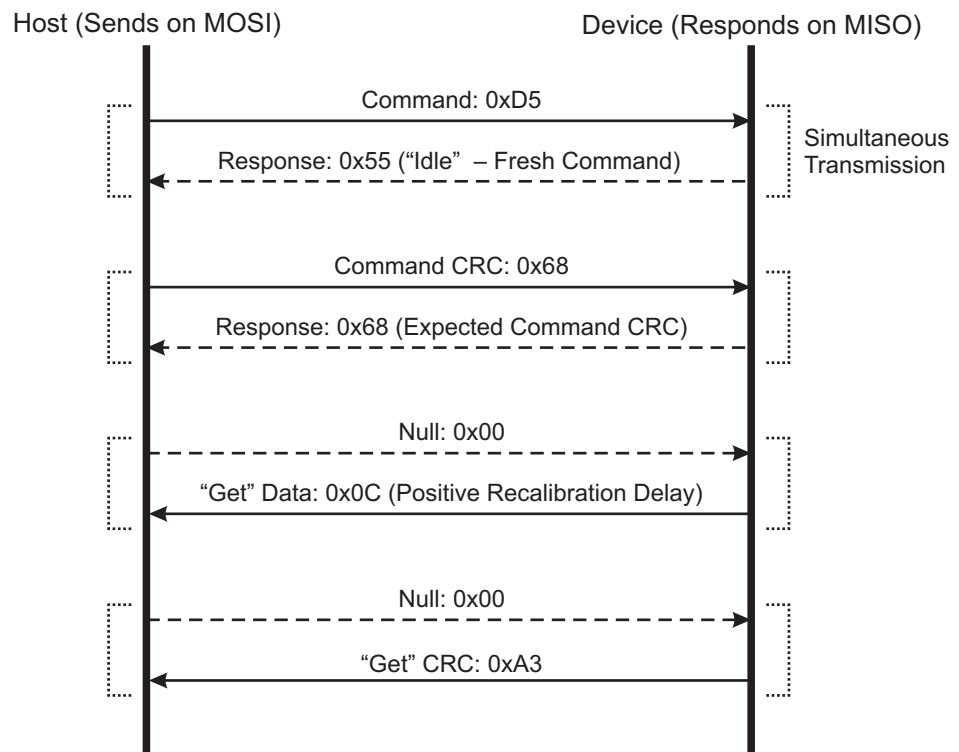 Host (Sends on MOSI)
Device (Responds on MISO)
Command: 0xD5
Response: 0x55 (“Idle” – Fresh Command)
Simultaneous
Transmission
Command CRC: 0x68
Response: 0x68 (Expected Command CRC)
Null: 0x00
“Get” Data: 0x0C (Positive Recalibration Delay)
Null: 0x00
“Get” CRC: 0xA3